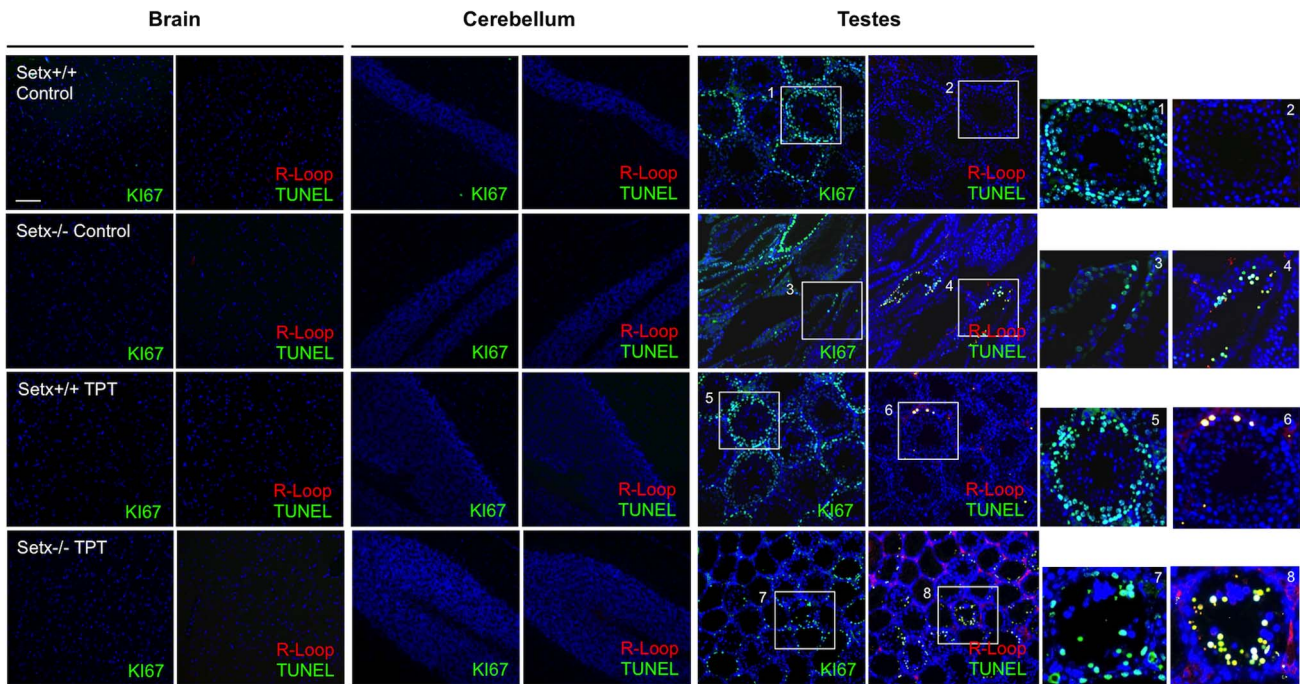 Brain Cerebellum Testes
Setx+/+
Control
KI67
R-Loop
TUNEL
KI67
R-Loop
TUNEL
1
KI67
2
R-Loop
TUNEL
1
2
Setx-/- Control
KI67
R-Loop
TUNEL
KI67
R-Loop
TUNEL
3
KI67
4
R-Loop
TUNEL
3
4
Setx+/+ TPT
KI67
R-Loop
TUNEL
KI67
R-Loop
TUNEL
5
KI67
6
R-Loop
TUNEL
5
6
Setx-/- TPT
KI67
R-Loop
TUNEL
KI67
R-Loop
TUNEL
7
KI67
8
R-Loop
TUNEL
7
8